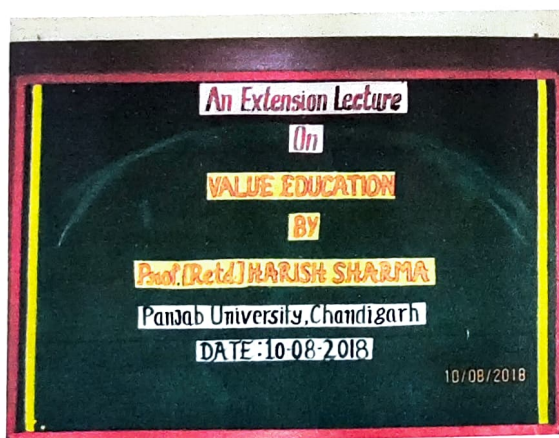 An Extension Lecture
On
VALUE EDUCATION
BY
Prof.[Retd.] HARISH SHARMA
Panjab University, Chandigarh
DATE:10-08-2018
10/08/2018